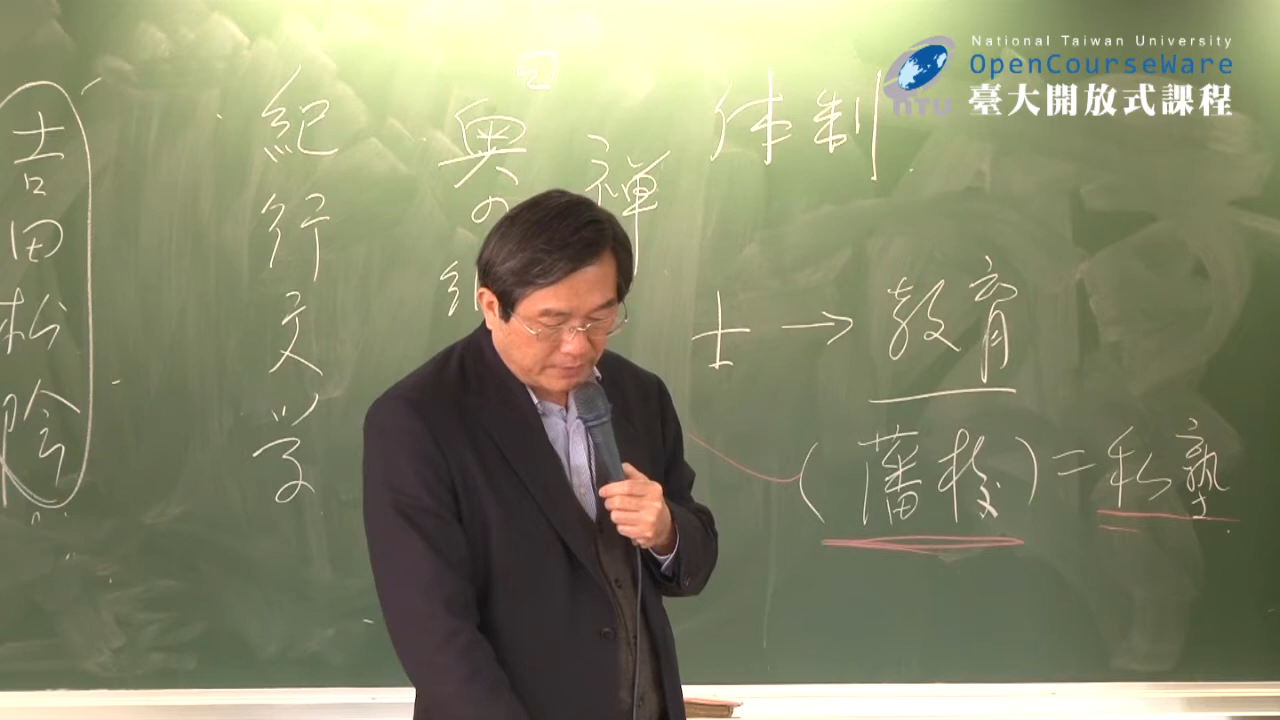 National Taiwan University
OpenCourseWare
臺大開放式課程
NTU
体制
士→教育
(藩校)=私塾
禅
奥の
紀行文学
吉田松陰